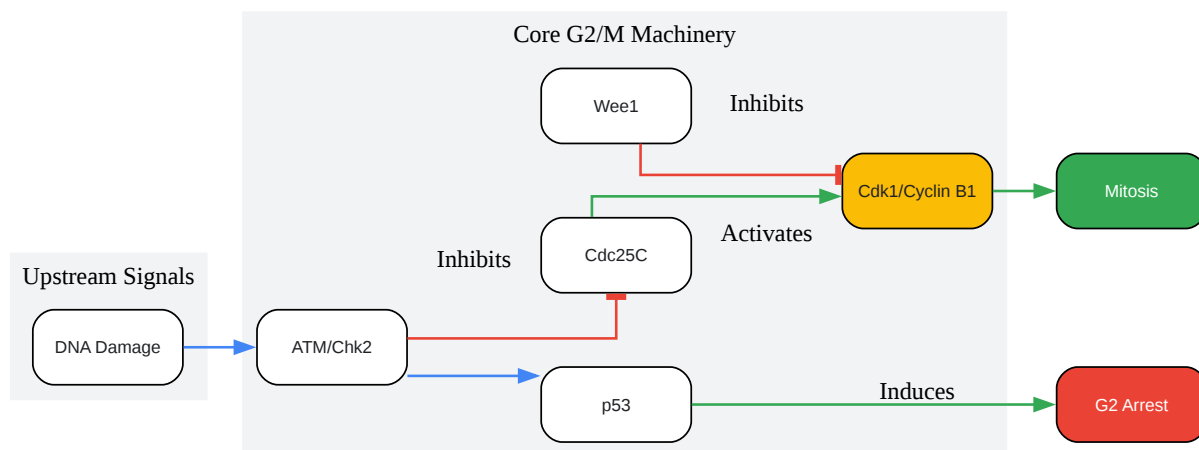 Core G2/M Machinery
Wee1
Inhibits
Cdk1/Cyclin B1
Mitosis
Cdc25C
Activates
Inhibits
Upstream Signals
DNA Damage
ATM/Chk2
p53
Induces
G2 Arrest